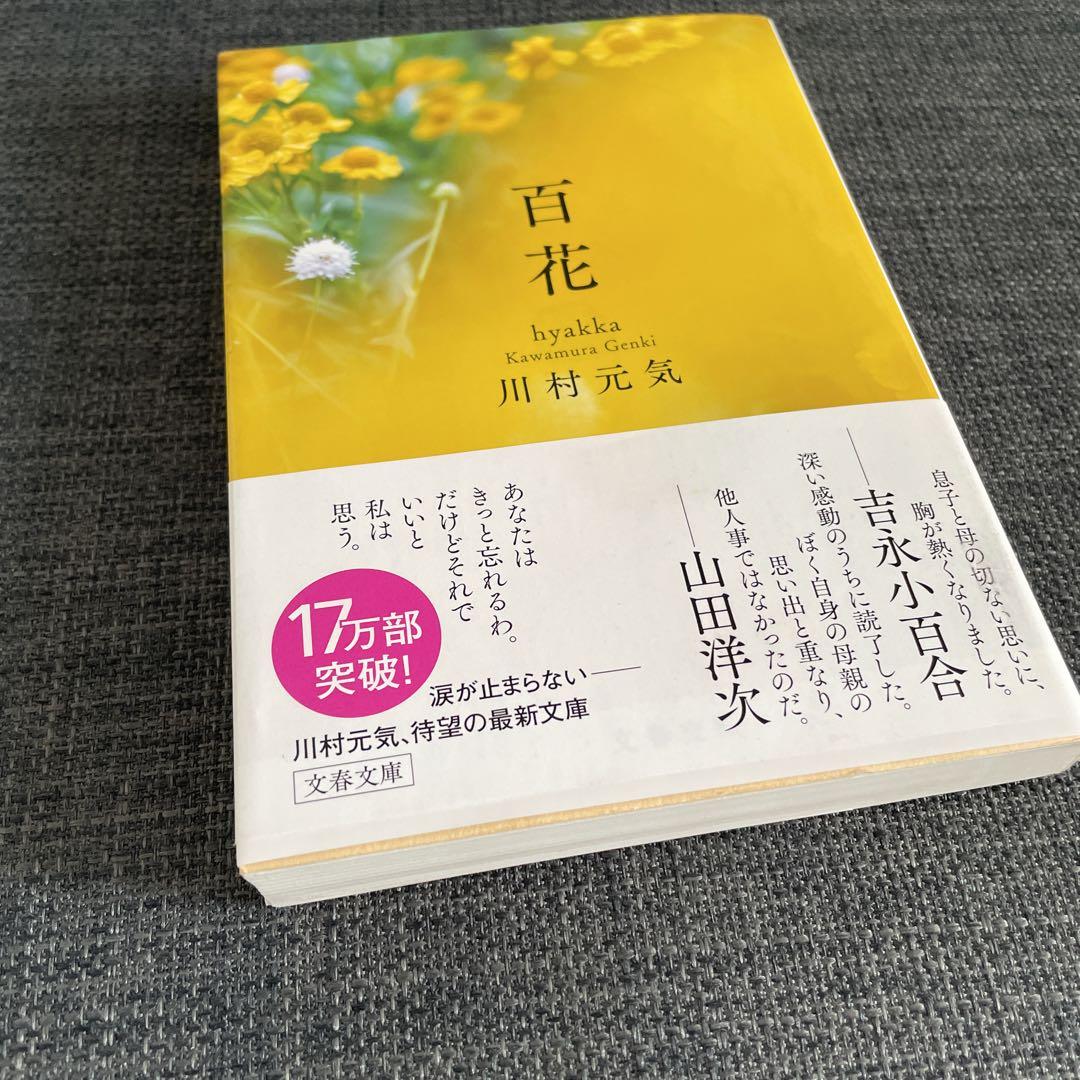 百花
hyakka
Kawamura Genki
川村元気
息子と母の切ない思いに、
胸が熱くなりました。
——吉永小百合
深い感動のうちに読了した。
ぼく自身の母親の
思い出と重なり、
他人事ではなかったのだ。
——山田洋次
あなたは
きっと忘れるわ。
だけどそれで
いいと
私は
思う。
17万部
突破!
涙が止まらない——
川村元気、待望の最新文庫
文春文庫